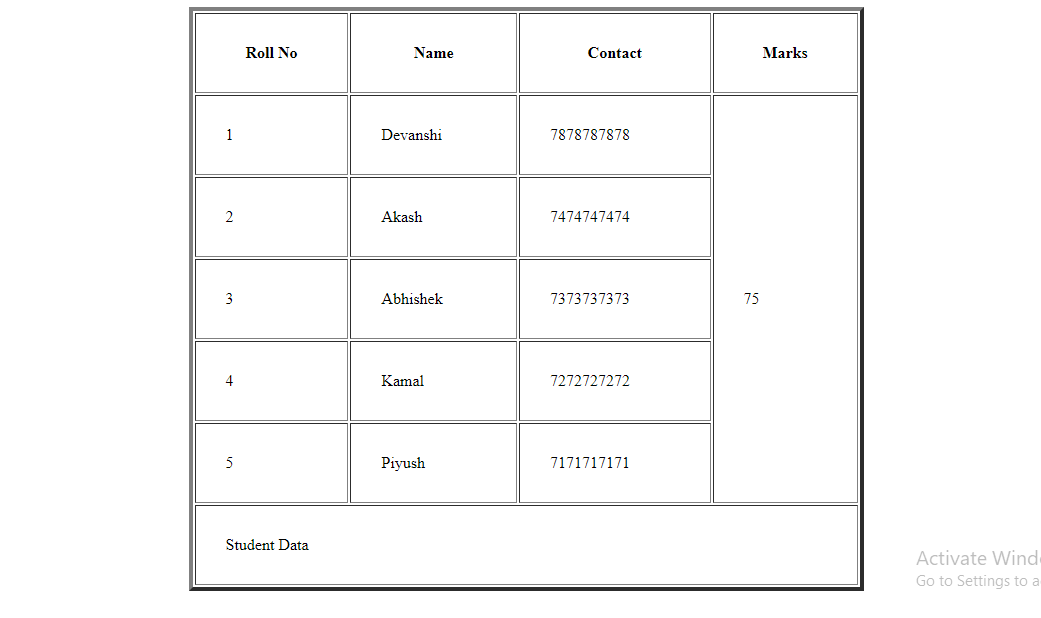 Roll No Name Contact Marks
1 Devanshi 7878787878
2 Akash 7474747474
3 Abhishek 7373737373 75
4 Kamal 7272727272
5 Piyush 7171717171
Student Data
Activate Wind
Go to Settings to a